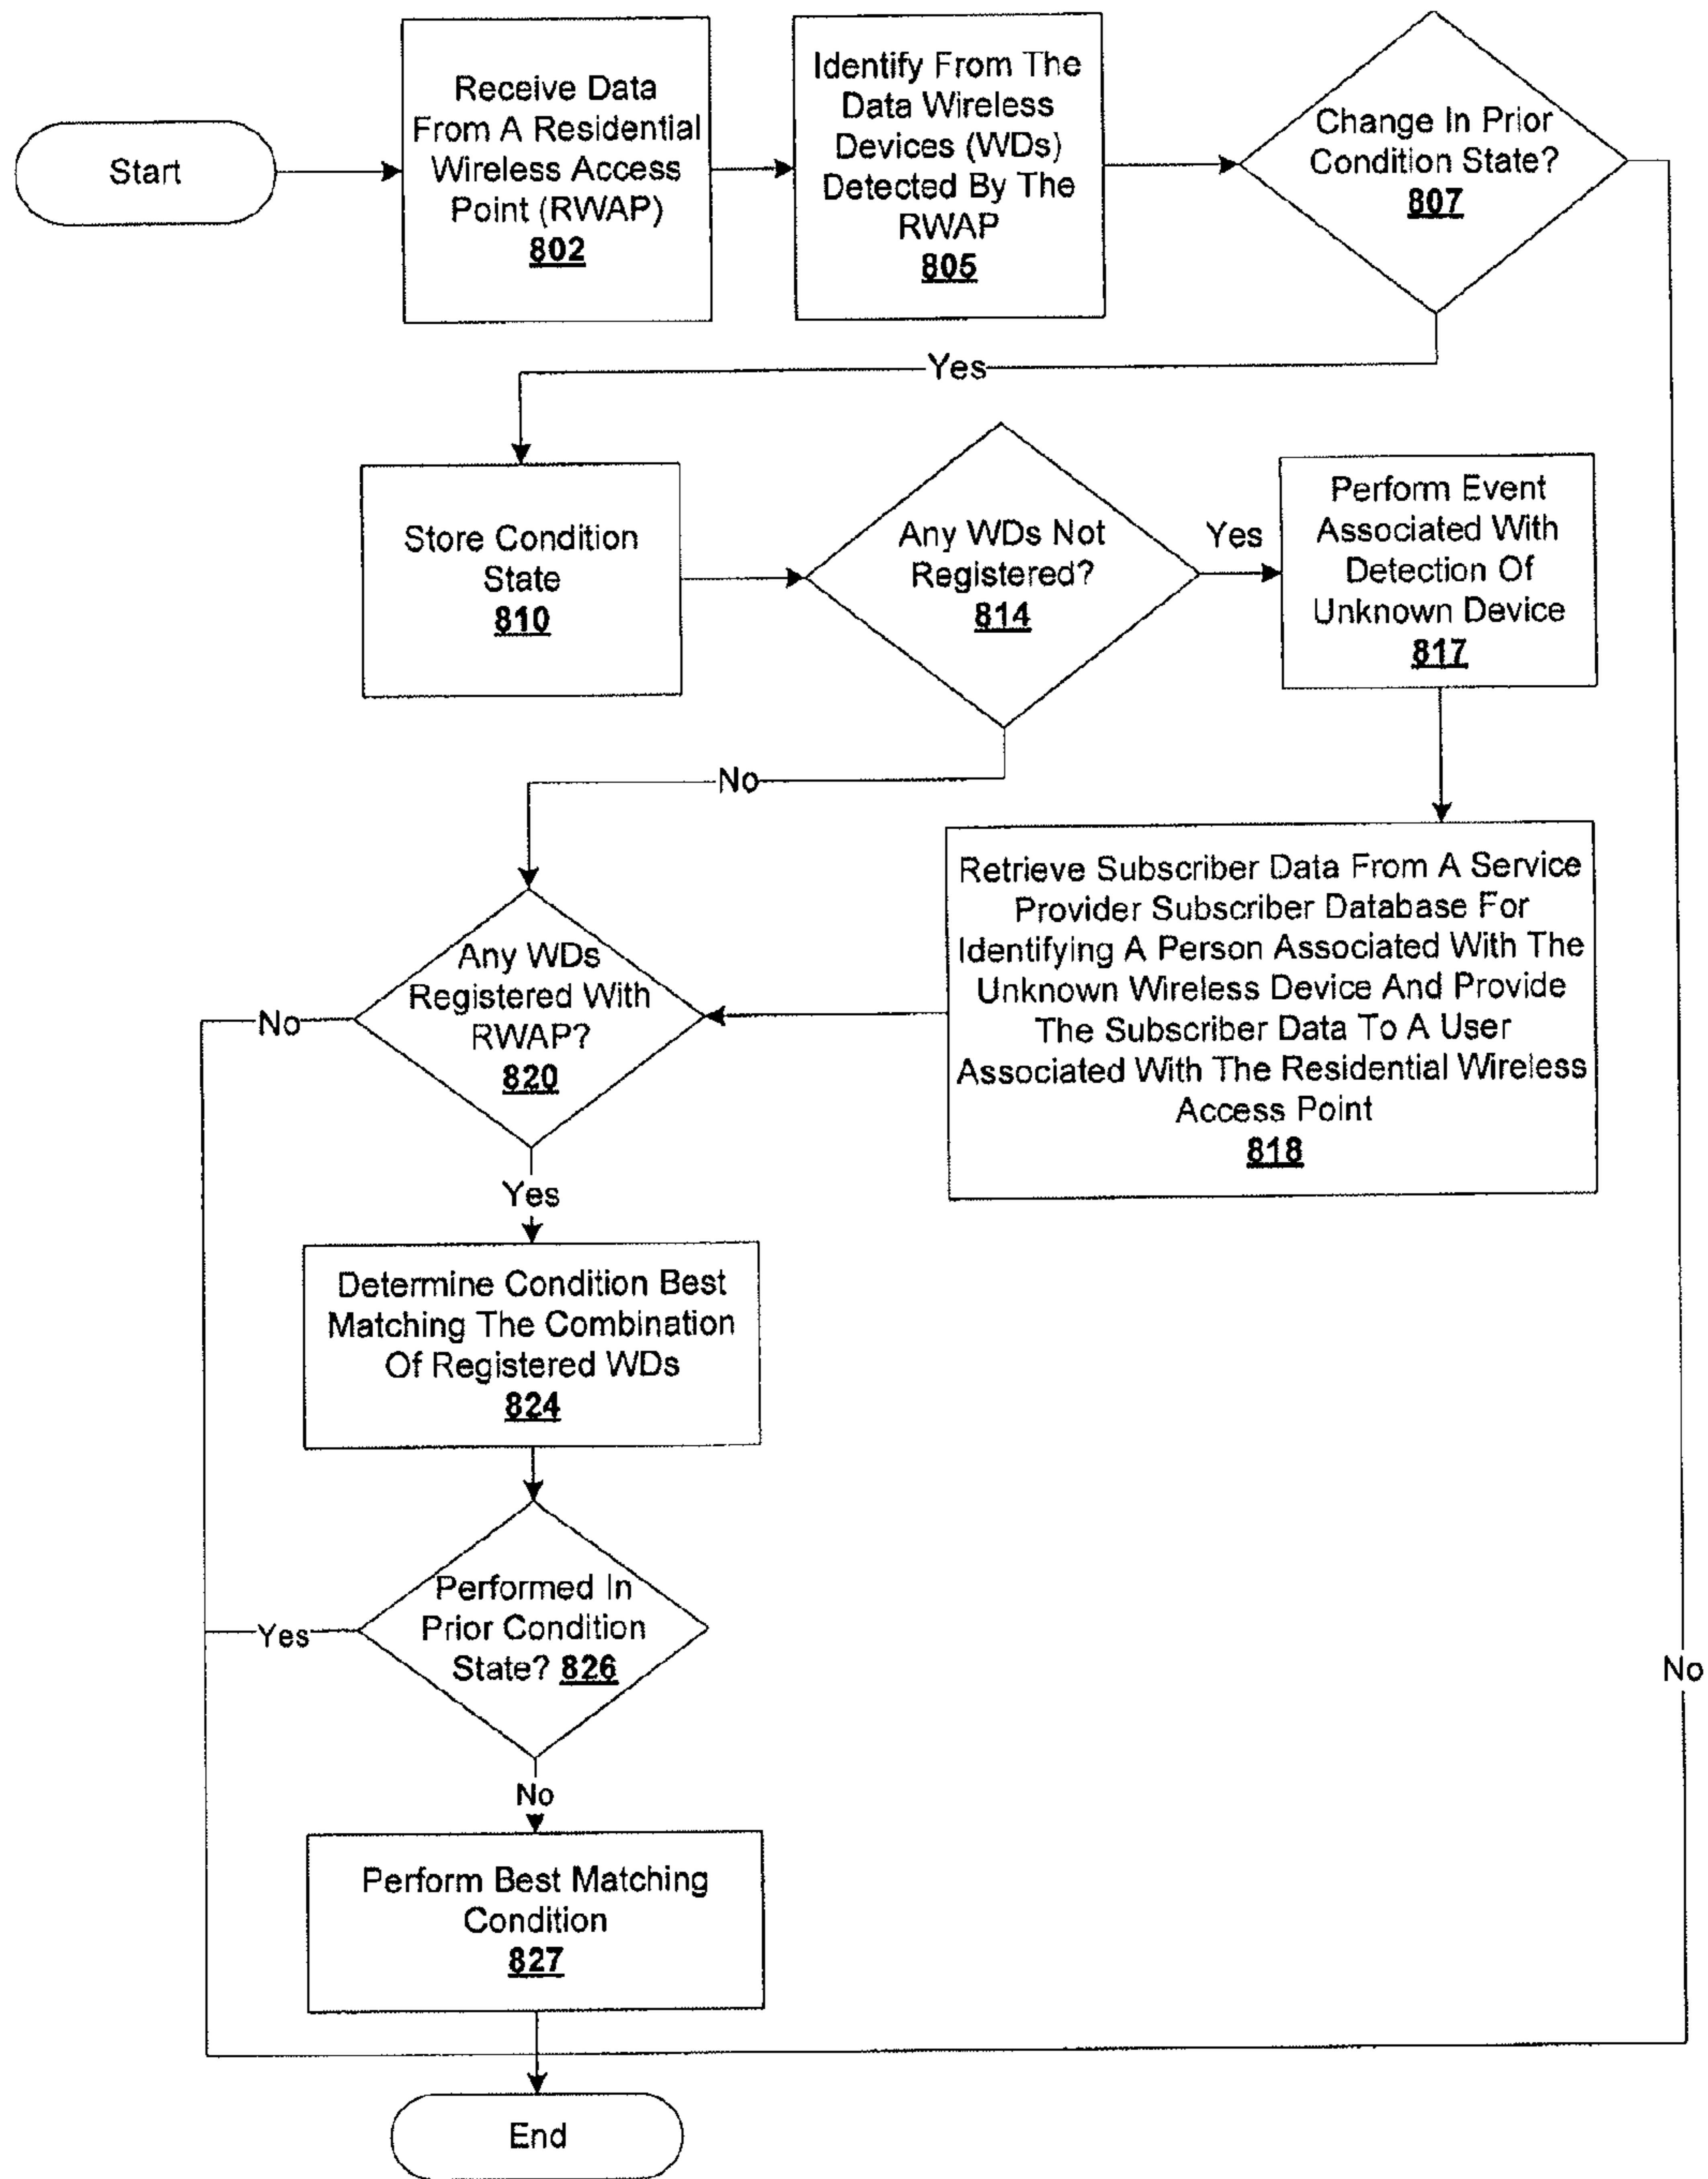 Start
Receive Data
From A Residential
Wireless Access
Point (RWAP)
802
Identify From The
Data Wireless
Devices (WDs)
Detected By The
RWAP
805
Change In Prior
Condition State?
807
Yes
Store Condition
State
810
Any WDs Not
Registered?
814
Yes
Perform Event
Associated With
Detection Of
Unknown Device
817
No
Retrieve Subscriber Data From A Service
Provider Subscriber Database For
Identifying A Person Associated With The
Unknown Wireless Device And Provide
The Subscriber Data To A User
Associated With The Residential Wireless
Access Point
818
Any WDs
Registered With
RWAP?
820
No
Yes
Determine Condition Best
Matching The Combination
Of Registered WDs
824
Performed In
Prior Condition
State? 826
Yes
No
No
Perform Best Matching
Condition
827
End